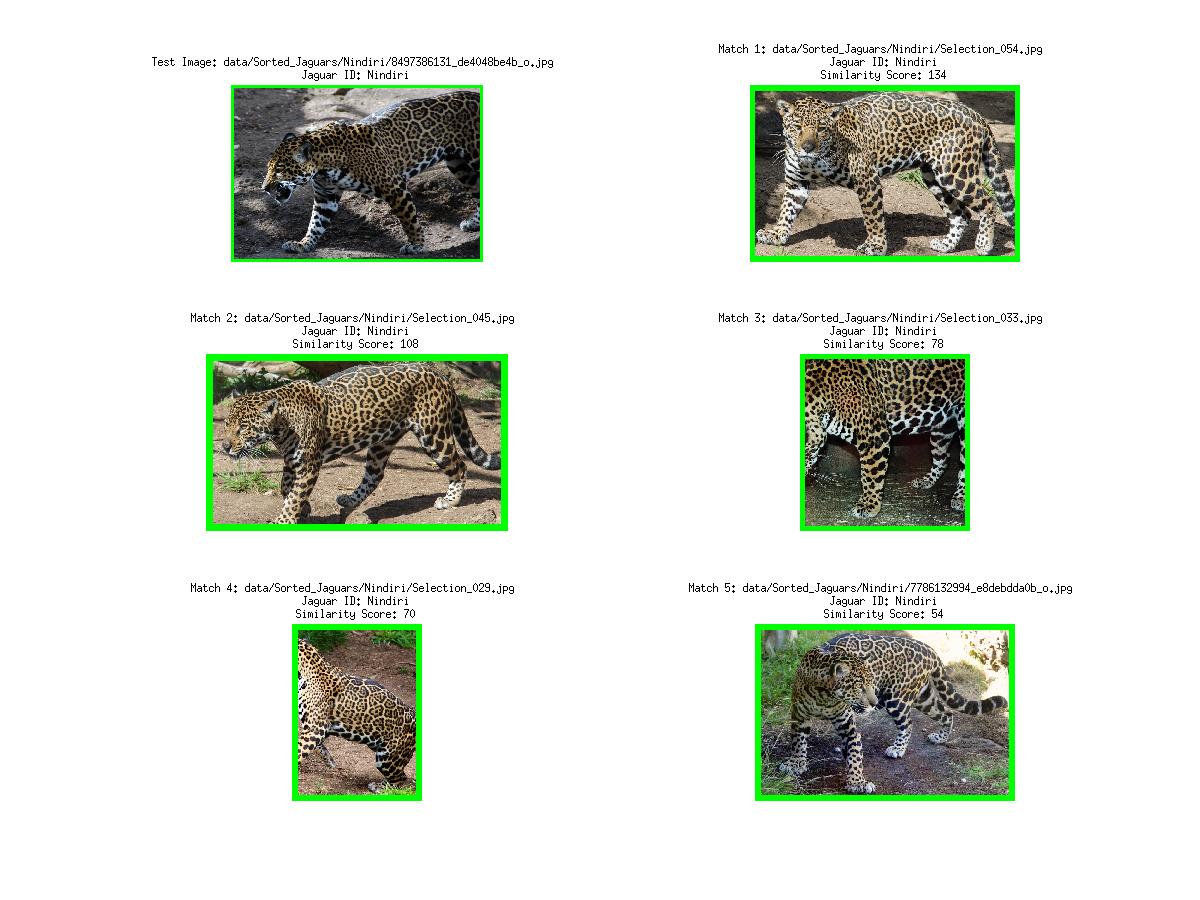 Test Image: data/Sorted_Jaguars/Nindiri/8497386131_de4048be4b_o.jpg
Jaguar ID: Nindiri
Match 1: data/Sorted_Jaguars/Nindiri/Selection_054.jpg
Jaguar ID: Nindiri
Similarity Score: 134
Match 2: data/Sorted_Jaguars/Nindiri/Selection_045.jpg
Jaguar ID: Nindiri
Similarity Score: 108
Match 3: data/Sorted_Jaguars/Nindiri/Selection_033.jpg
Jaguar ID: Nindiri
Similarity Score: 78
Match 4: data/Sorted_Jaguars/Nindiri/Selection_029.jpg
Jaguar ID: Nindiri
Similarity Score: 70
Match 5: data/Sorted_Jaguars/Nindiri/7786132994_e8debdda0b_o.jpg
Jaguar ID: Nindiri
Similarity Score: 54